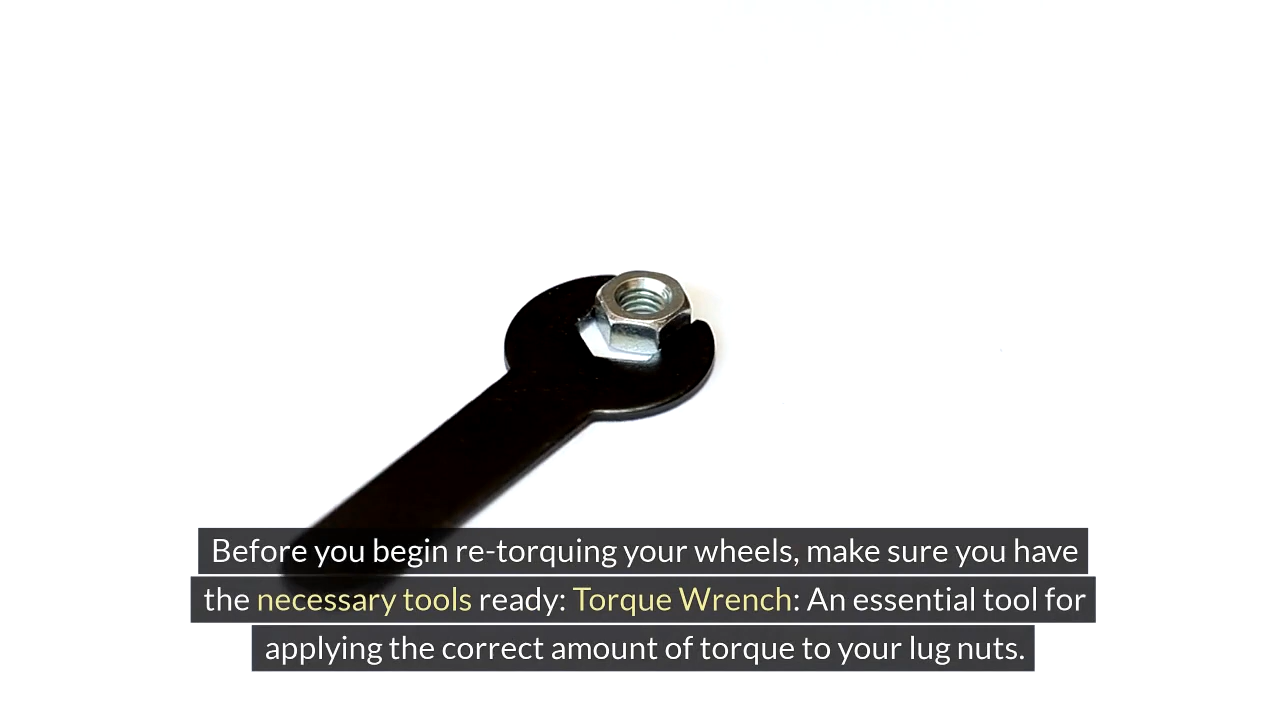 Before you begin re-torquing your wheels, make sure you have
the necessary tools ready: Torque Wrench: An essential tool for
applying the correct amount of torque to your lug nuts.